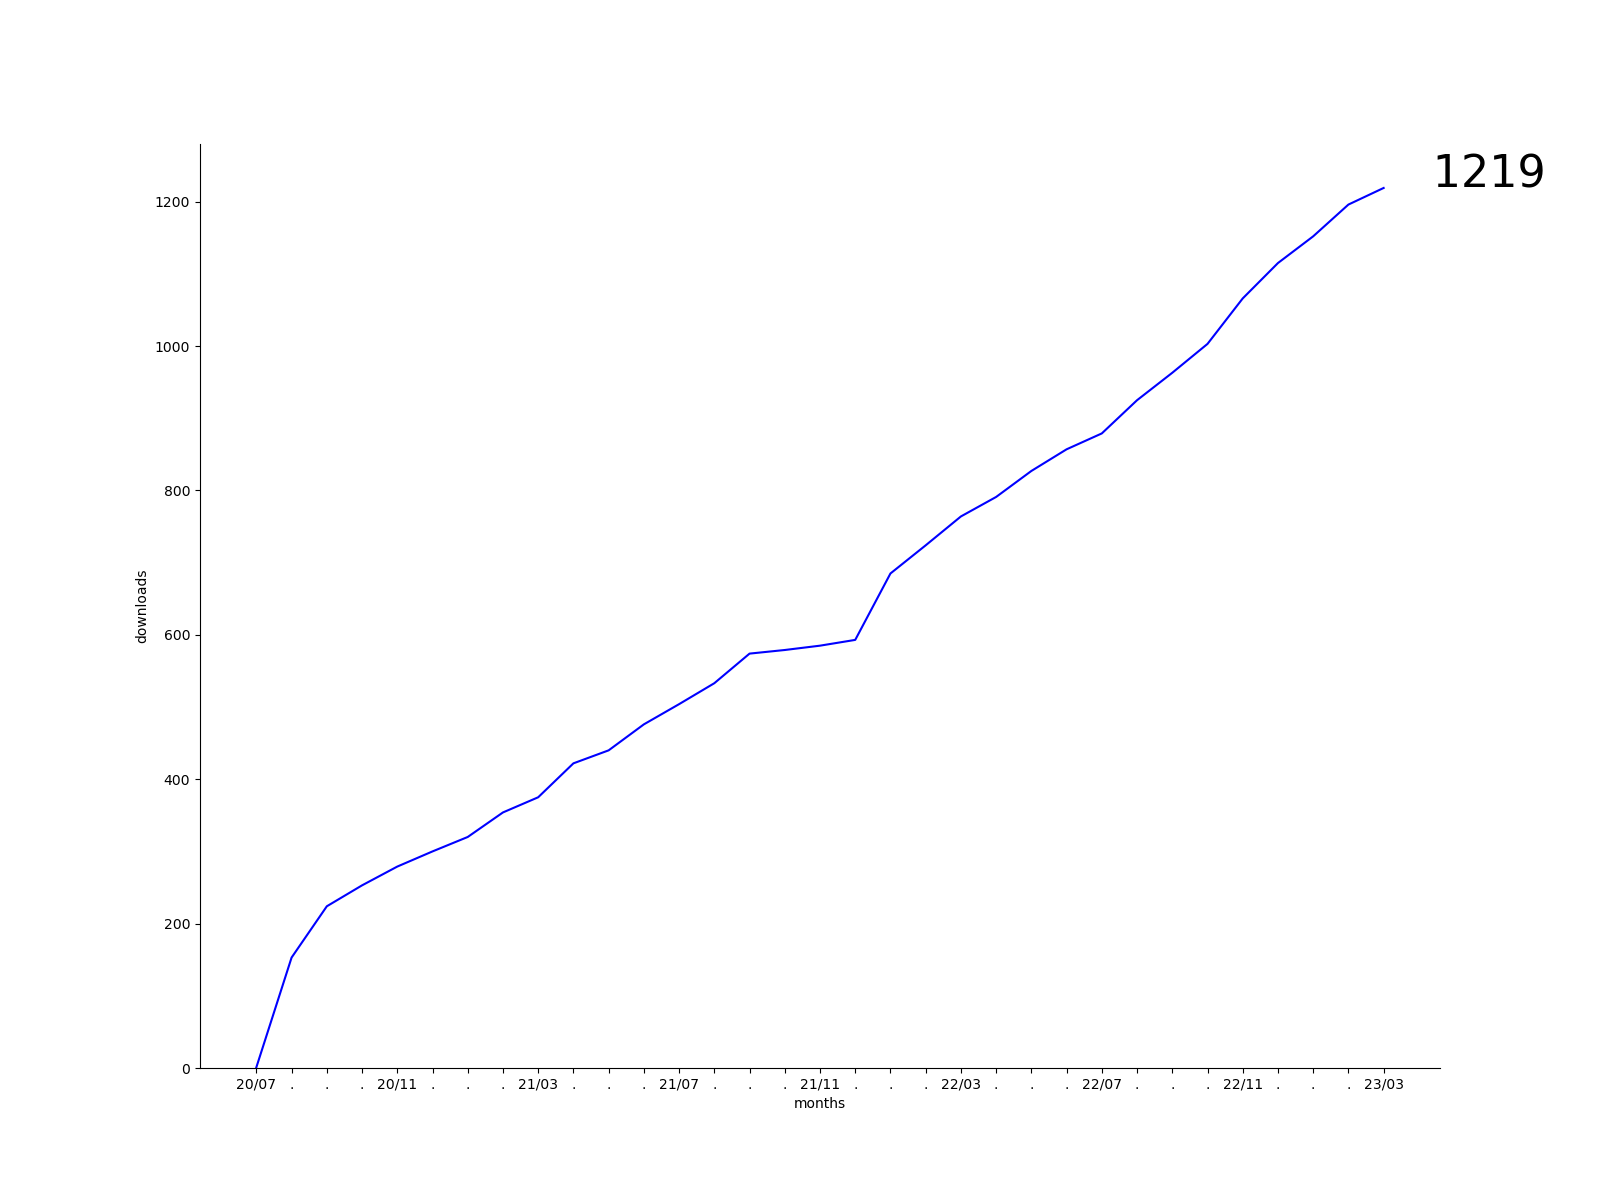 1219
1200
1000
800
600
400
200
0
downloads
20/07 . . . 20/11 . . . 21/03 . . . 21/07 . . . 21/11 . . . 22/03 . . . 22/07 . . . 22/11 . . . 23/03
months